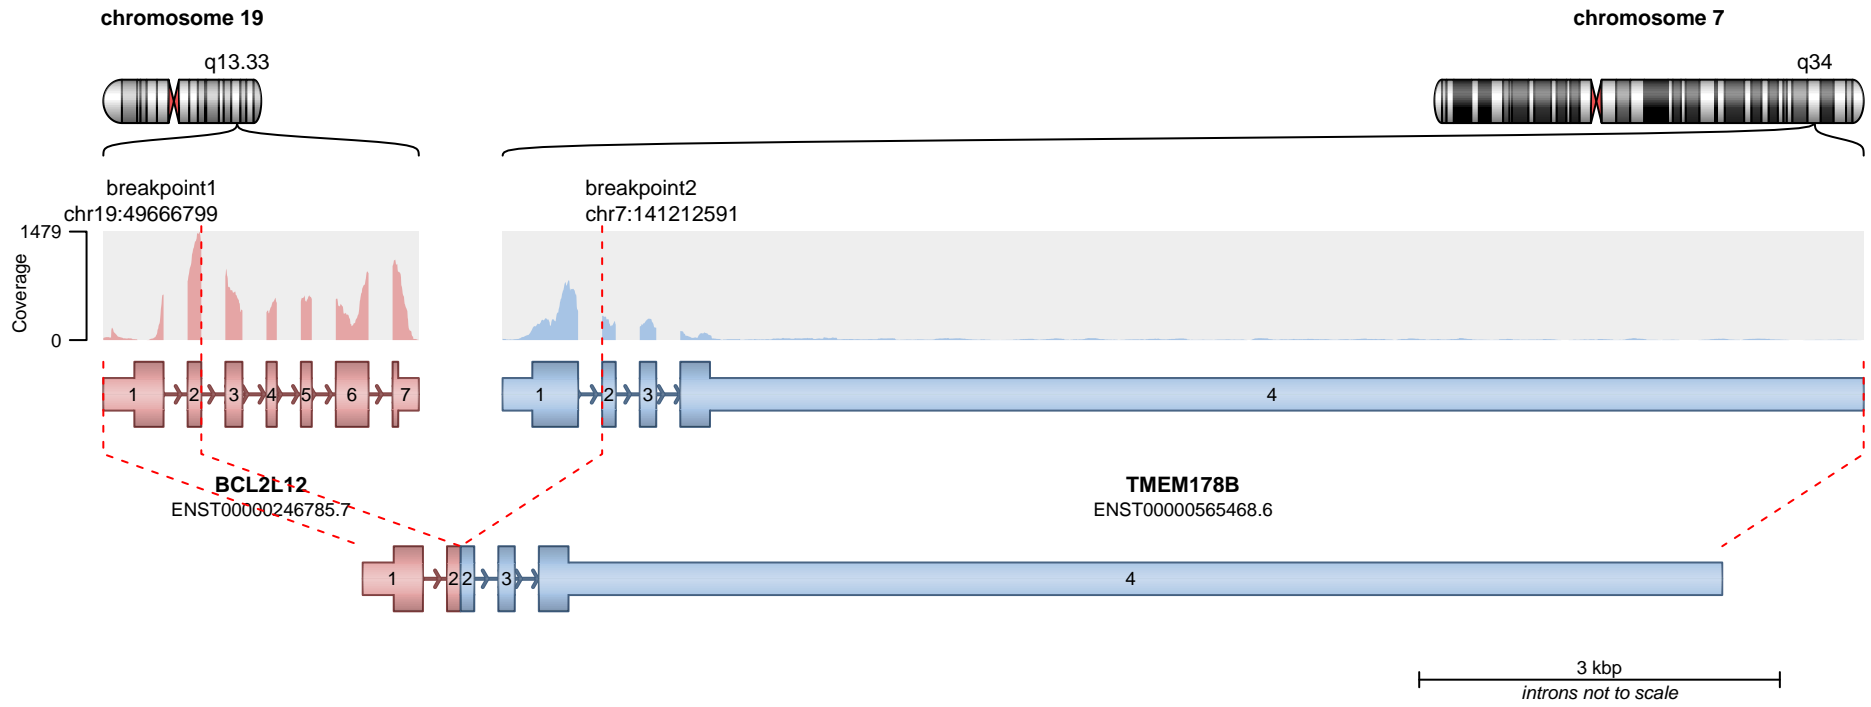 chromosome 19
chromosome 7
q13.33
q34
breakpoint1
chr19:49666799
breakpoint2
chr7:141212591
1479
0
Coverage
1 2 3 4 5 6 7
1 2 3 4
BCL2L12
ENST00000246785.7
TMEM178B
ENST00000565468.6
1 2 2 3 4
3 kbp
introns not to scale